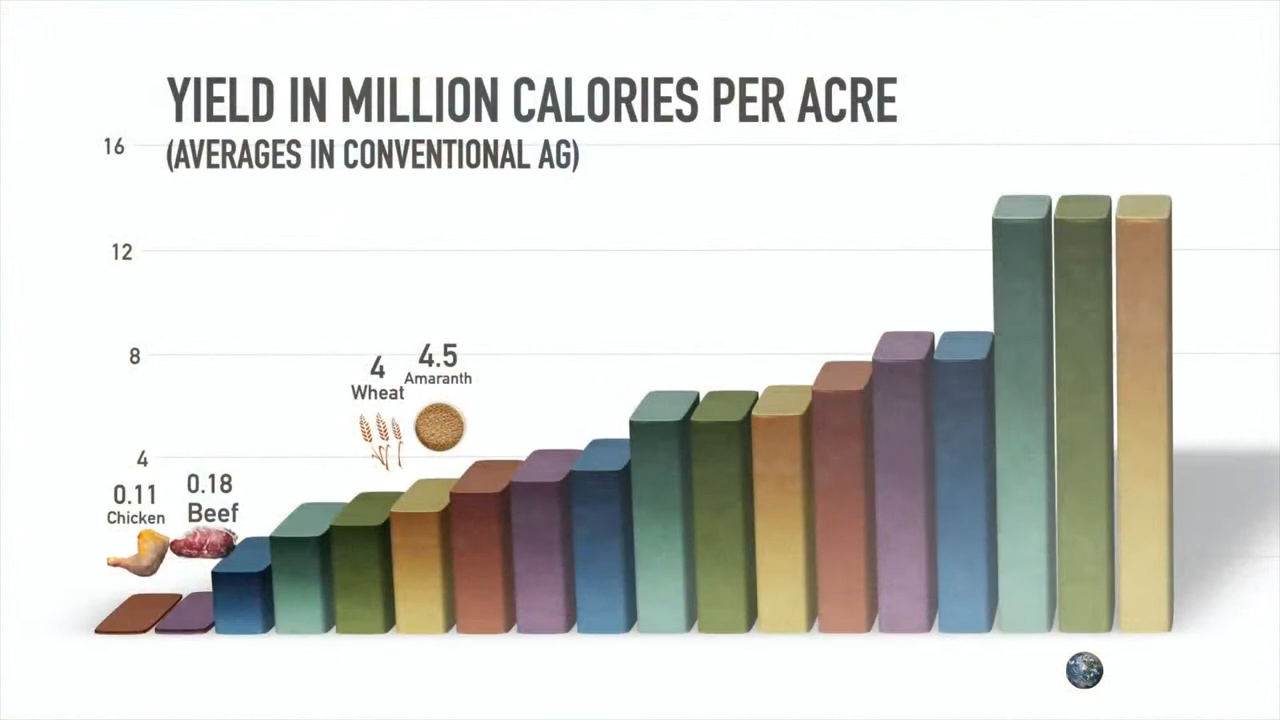 YIELD IN MILLION CALORIES PER ACRE
(AVERAGES IN CONVENTIONAL AG)
16
12
8
4
0.11
Chicken
0.18
Beef
4
Wheat
4.5
Amaranth